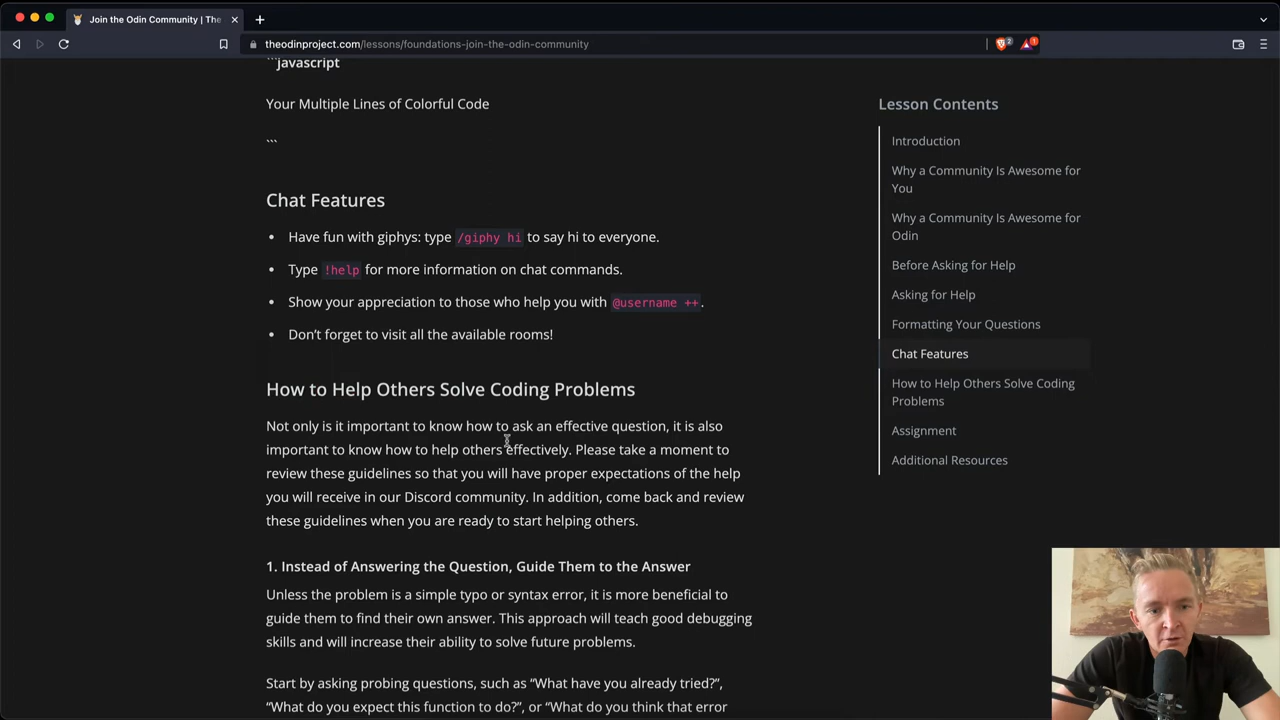 Join the Odin Community | The
theodinproject.com/lessons/foundations-join-the-odin-community
2
1
```javascript
Your Multiple Lines of Colorful Code
```
Chat Features
• Have fun with giphys: type /giphy hi to say hi to everyone.
• Type !help for more information on chat commands.
• Show your appreciation to those who help you with @username ++.
• Don’t forget to visit all the available rooms!
How to Help Others Solve Coding Problems
Not only is it important to know how to ask an effective question, it is also
important to know how to help others effectively. Please take a moment to
review these guidelines so that you will have proper expectations of the help
you will receive in our Discord community. In addition, come back and review
these guidelines when you are ready to start helping others.
1. Instead of Answering the Question, Guide Them to the Answer
Unless the problem is a simple typo or syntax error, it is more beneficial to
guide them to find their own answer. This approach will teach good debugging
skills and will increase their ability to solve future problems.
Start by asking probing questions, such as “What have you already tried?”,
“What do you expect this function to do?”, or “What do you think that error
Lesson Contents
Introduction
Why a Community Is Awesome for
You
Why a Community Is Awesome for
Odin
Before Asking for Help
Asking for Help
Formatting Your Questions
Chat Features
How to Help Others Solve Coding
Problems
Assignment
Additional Resources